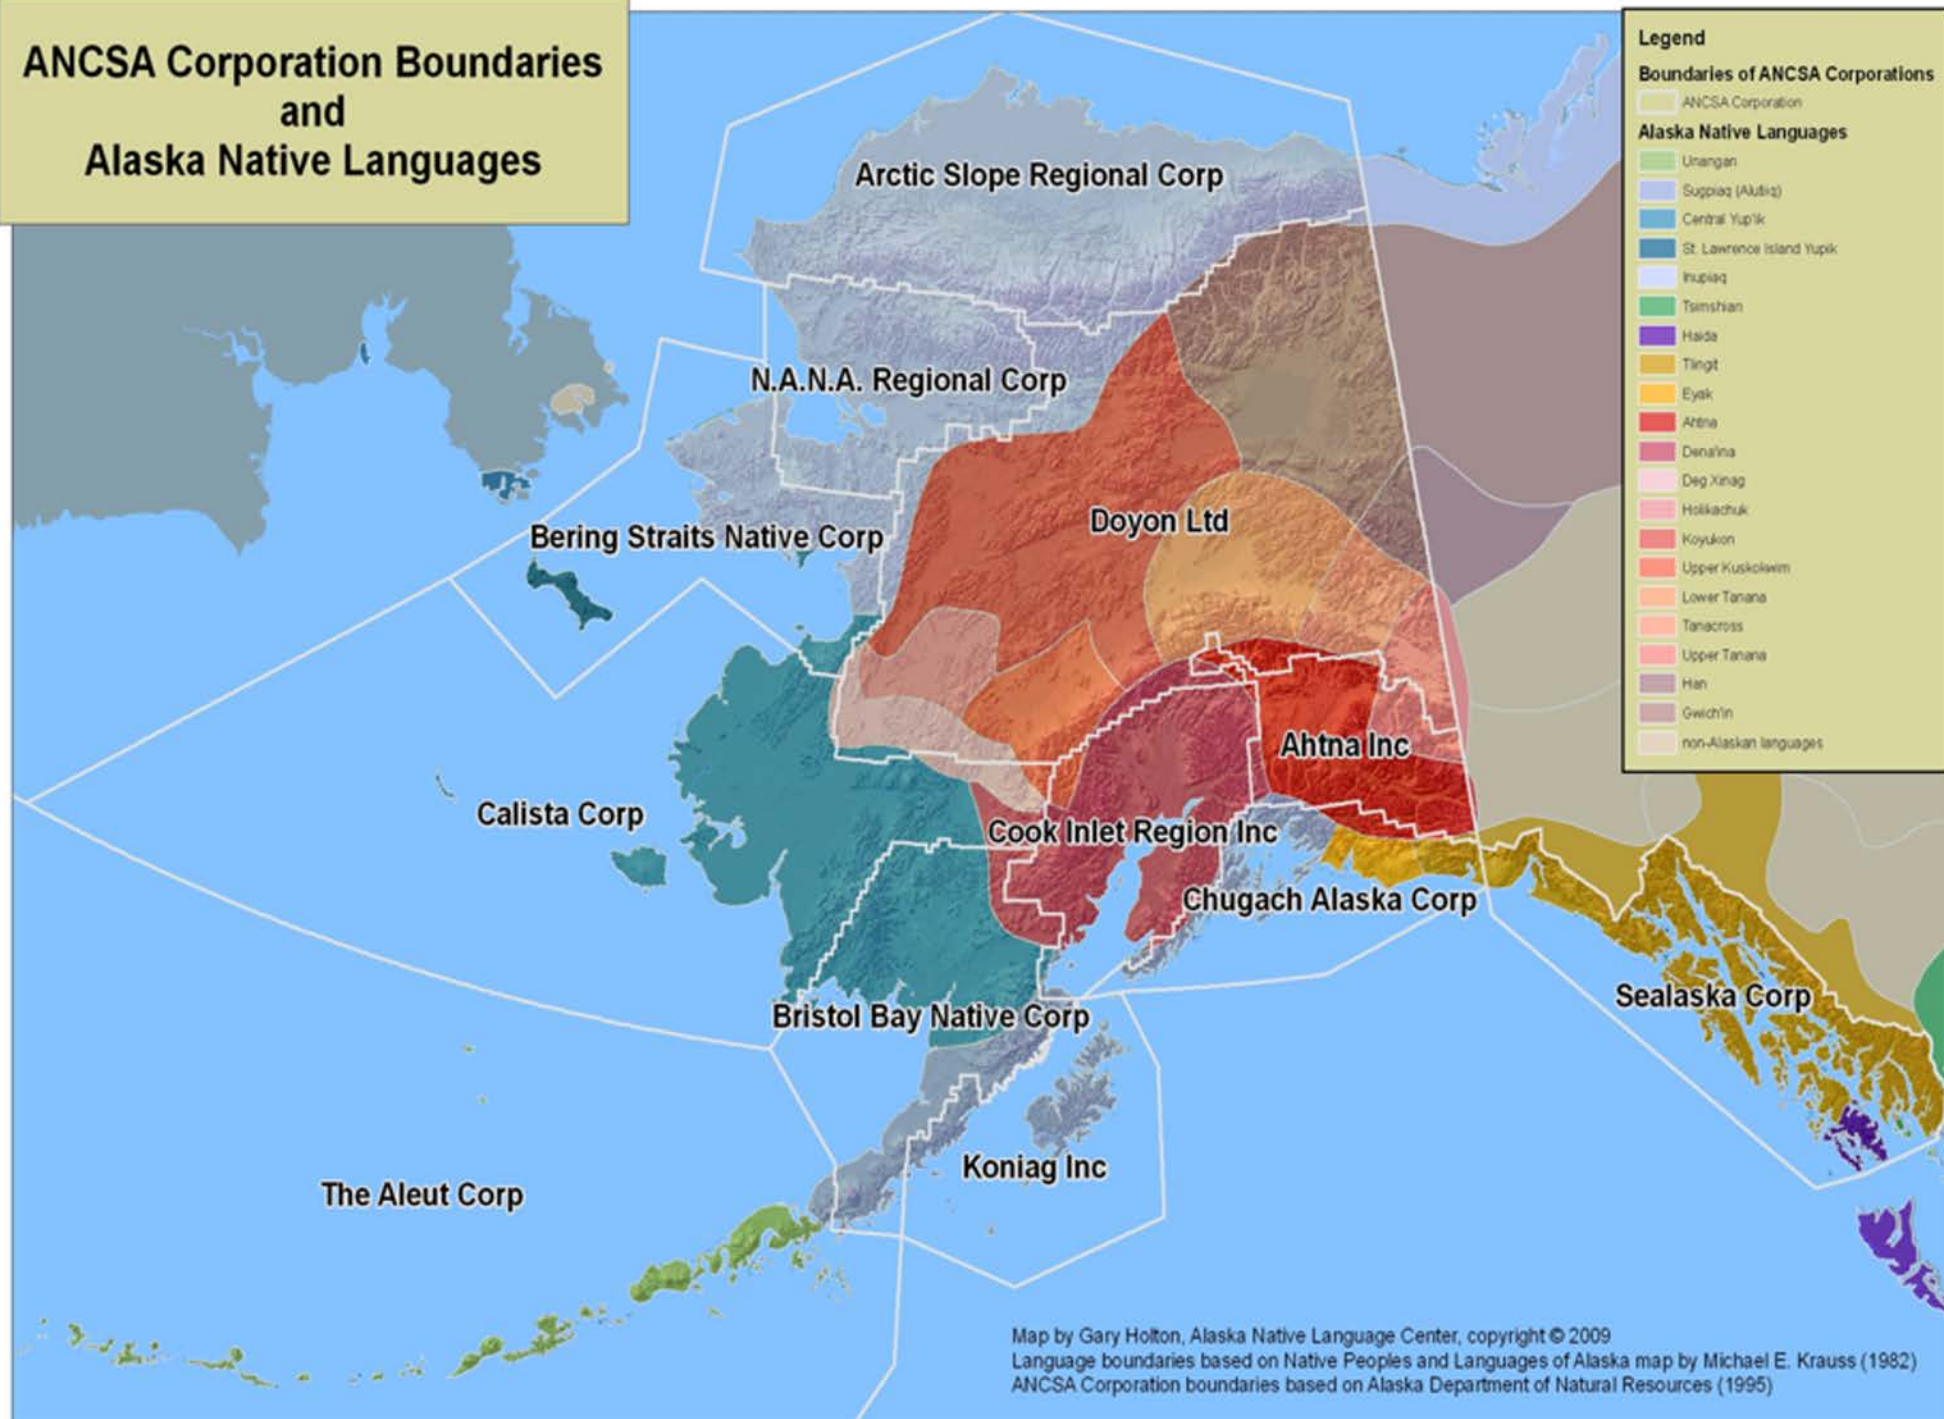 ANCSA Corporation Boundaries
and
Alaska Native Languages
Legend
Boundaries of ANCSA Corporations
ANCSA Corporation
Alaska Native Languages
Unangan
Sugpiaq (Alutiiq)
Central Yup'ik
St. Lawrence Island Yupik
Inupiaq
Tsimshian
Haida
Tlingit
Eyak
Ahtna
Dena'ina
Deg Xinag
Holikachuk
Koyukon
Upper Kuskokwim
Lower Tanana
Tanacross
Upper Tanana
Han
Gwich'in
non-Alaskan languages
Arctic Slope Regional Corp
N.A.N.A. Regional Corp
Doyon Ltd
Bering Straits Native Corp
Ahtna Inc
Calista Corp
Cook Inlet Region Inc
Chugach Alaska Corp
Sealaska Corp
Bristol Bay Native Corp
Koniag Inc
The Aleut Corp
Map by Gary Holton, Alaska Native Language Center, copyright © 2009
Language boundaries based on Native Peoples and Languages of Alaska map by Michael E. Krauss (1982)
ANCSA Corporation boundaries based on Alaska Department of Natural Resources (1995)